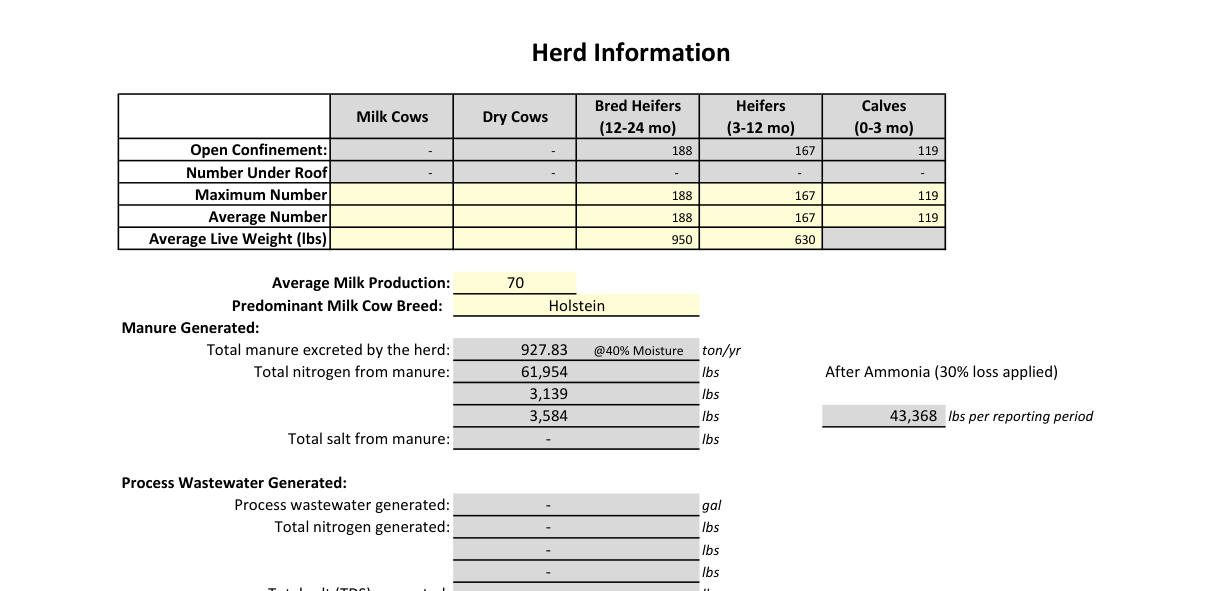 Herd Information
Milk Cows Dry Cows Bred Heifers (12-24 mo) Heifers (3-12 mo) Calves (0-3 mo)
Open Confinement: - - 188 167 119
Number Under Roof - - - - -
Maximum Number 188 167 119
Average Number 188 167 119
Average Live Weight (lbs) 950 630
Average Milk Production: 70
Predominant Milk Cow Breed: Holstein
Manure Generated:
Total manure excreted by the herd: 927.83 @40% Moisture ton/yr
Total nitrogen from manure: 61,954 lbs After Ammonia (30% loss applied)
3,139 lbs
3,584 lbs 43,368 lbs per reporting period
Total salt from manure: - lbs
Process Wastewater Generated:
Process wastewater generated: - gal
Total nitrogen generated: - lbs
- lbs
- lbs